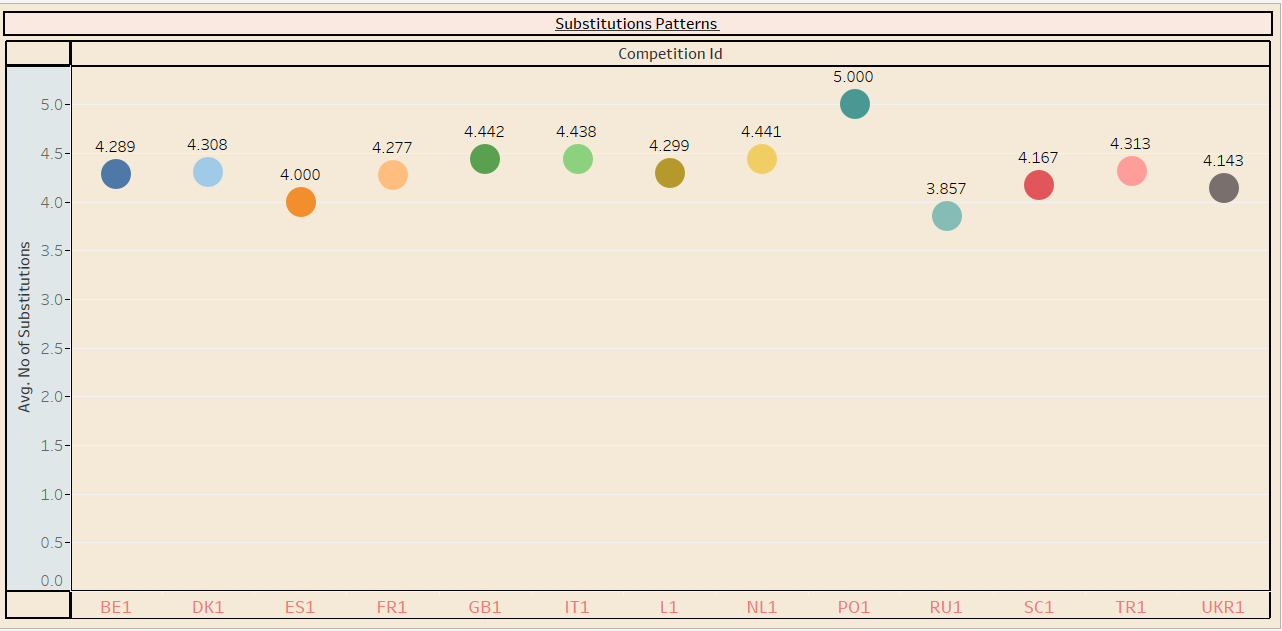 Substitutions Patterns
Competition Id
Avg. No of Substitutions
5.0
4.5
4.0
3.5
3.0
2.5
2.0
1.5
1.0
0.5
0.0
4.289
4.308
4.000
4.277
4.442
4.438
4.299
4.441
5.000
3.857
4.167
4.313
4.143
BE1
DK1
ES1
FR1
GB1
IT1
L1
NL1
PO1
RU1
SC1
TR1
UKR1